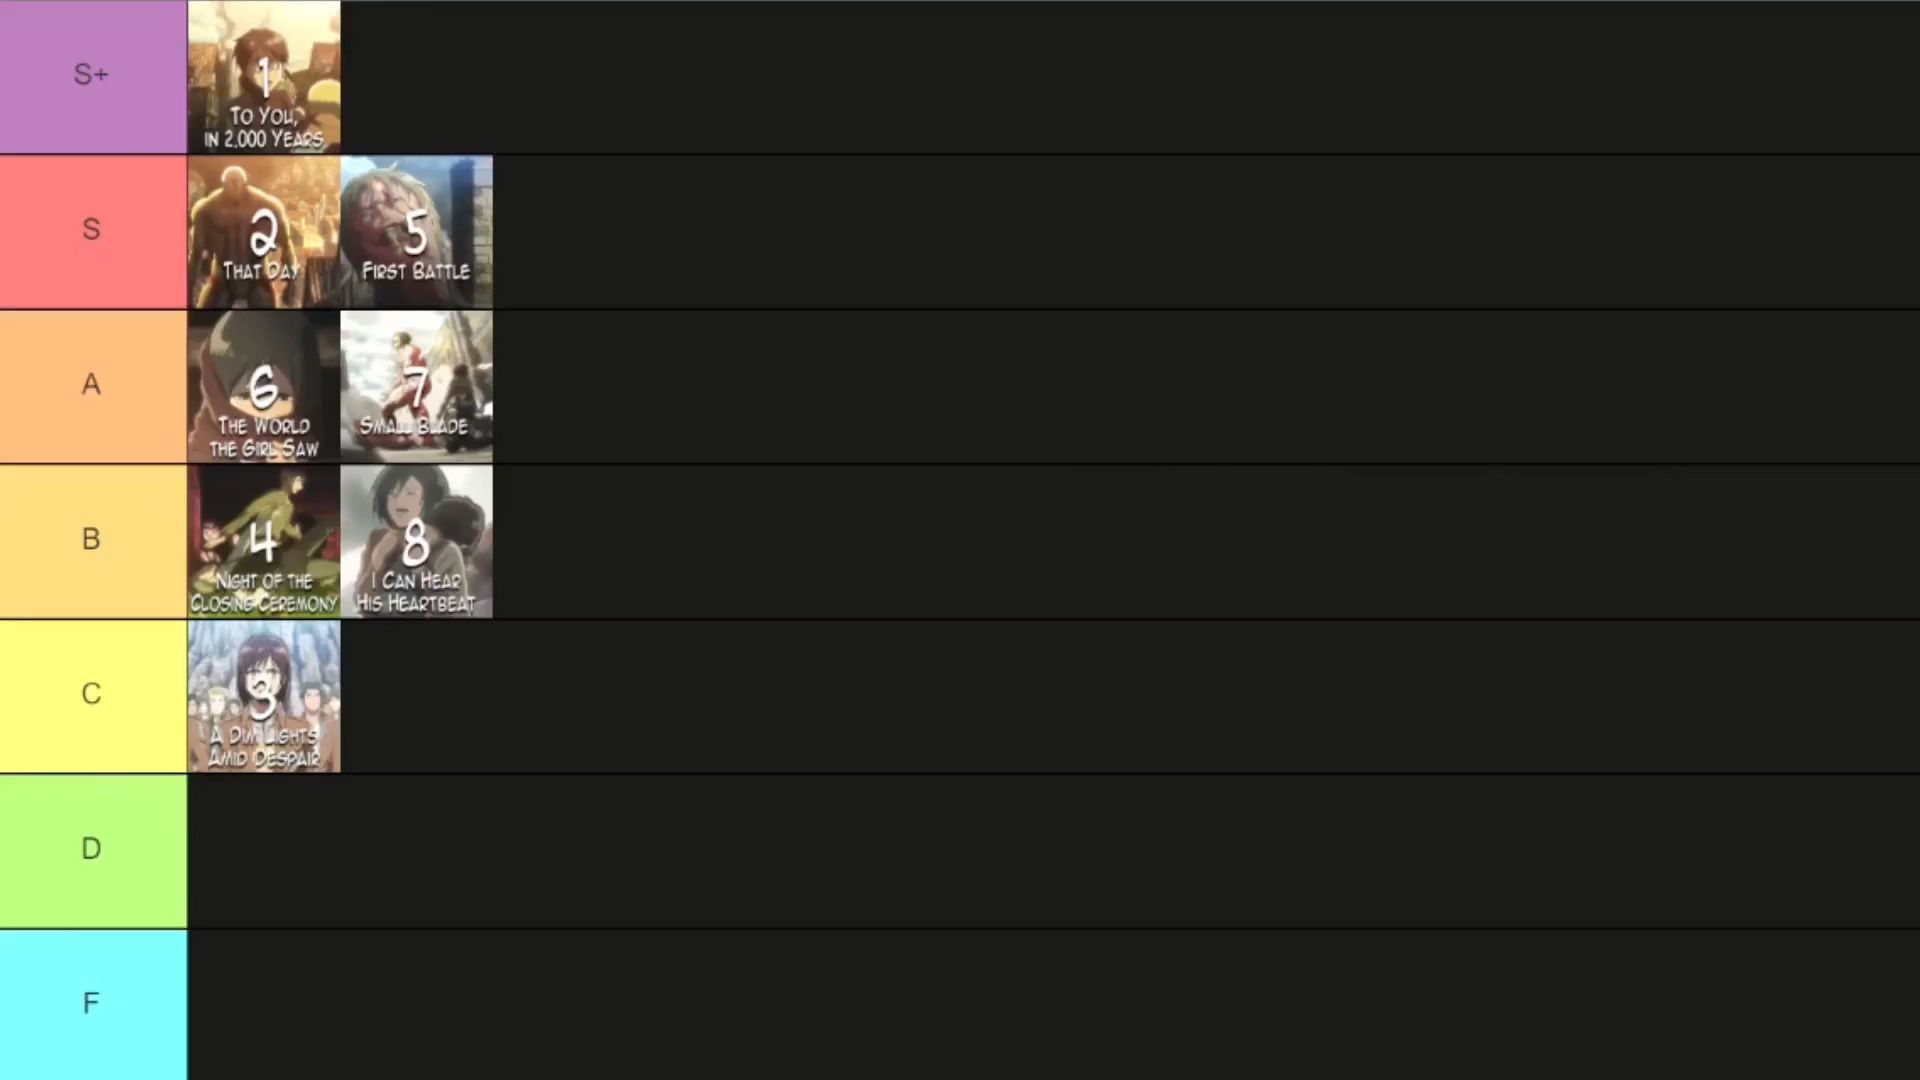 S+
1
TO YOU,
IN 2,000 YEARS
S
2
THAT DAY
5
FIRST BATTLE
A
6
THE WORLD
THE GIRL SAW
7
SMALL BLADE
B
4
NIGHT OF THE
CLOSING CEREMONY
8
I CAN HEAR
HIS HEARTBEAT
C
3
A DIM LIGHTS
AMID DESPAIR
D
F